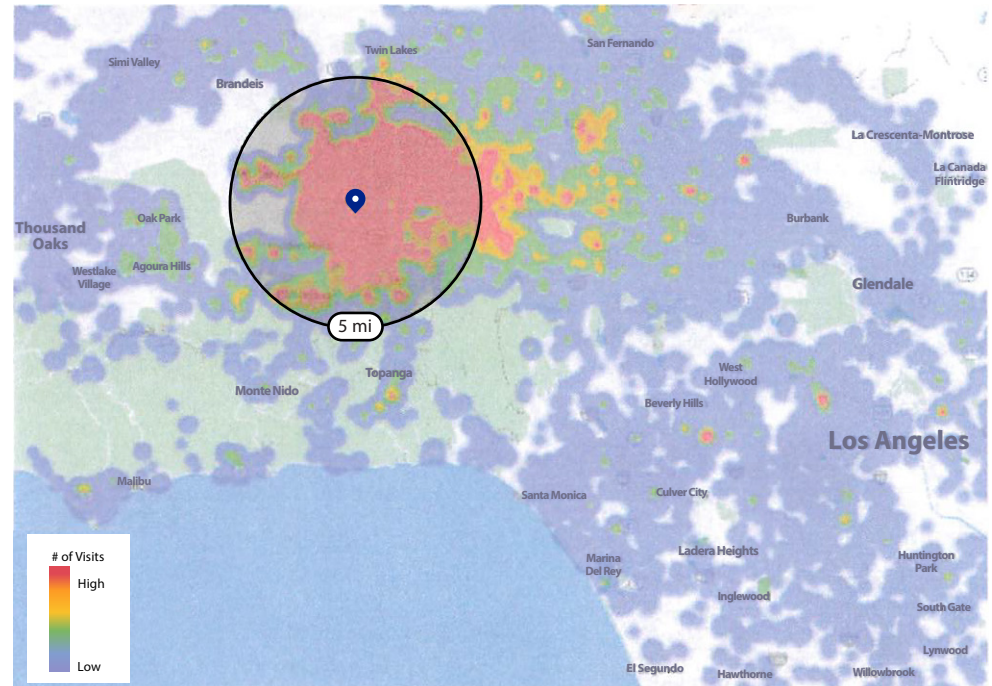 San Fernando
Twin Lakes
Simi Valley
Brandeis
La Crescenta-Montrose
La Canada
Flintridge
Oak Park
Burbank
Thousand
Oaks
Agoura Hills
Westlake
Village
Glendale
5 mi
Topanga
West
Hollywood
Monte Nido
Beverly Hills
Los Angeles
Malibu
Santa Monica
Culver City
# of Visits
High
Low
Marina
Del Rey
Ladera Heights
Huntington
Park
Inglewood
South Gate
Lynwood
El Segundo
Hawthorne
Willowbrook